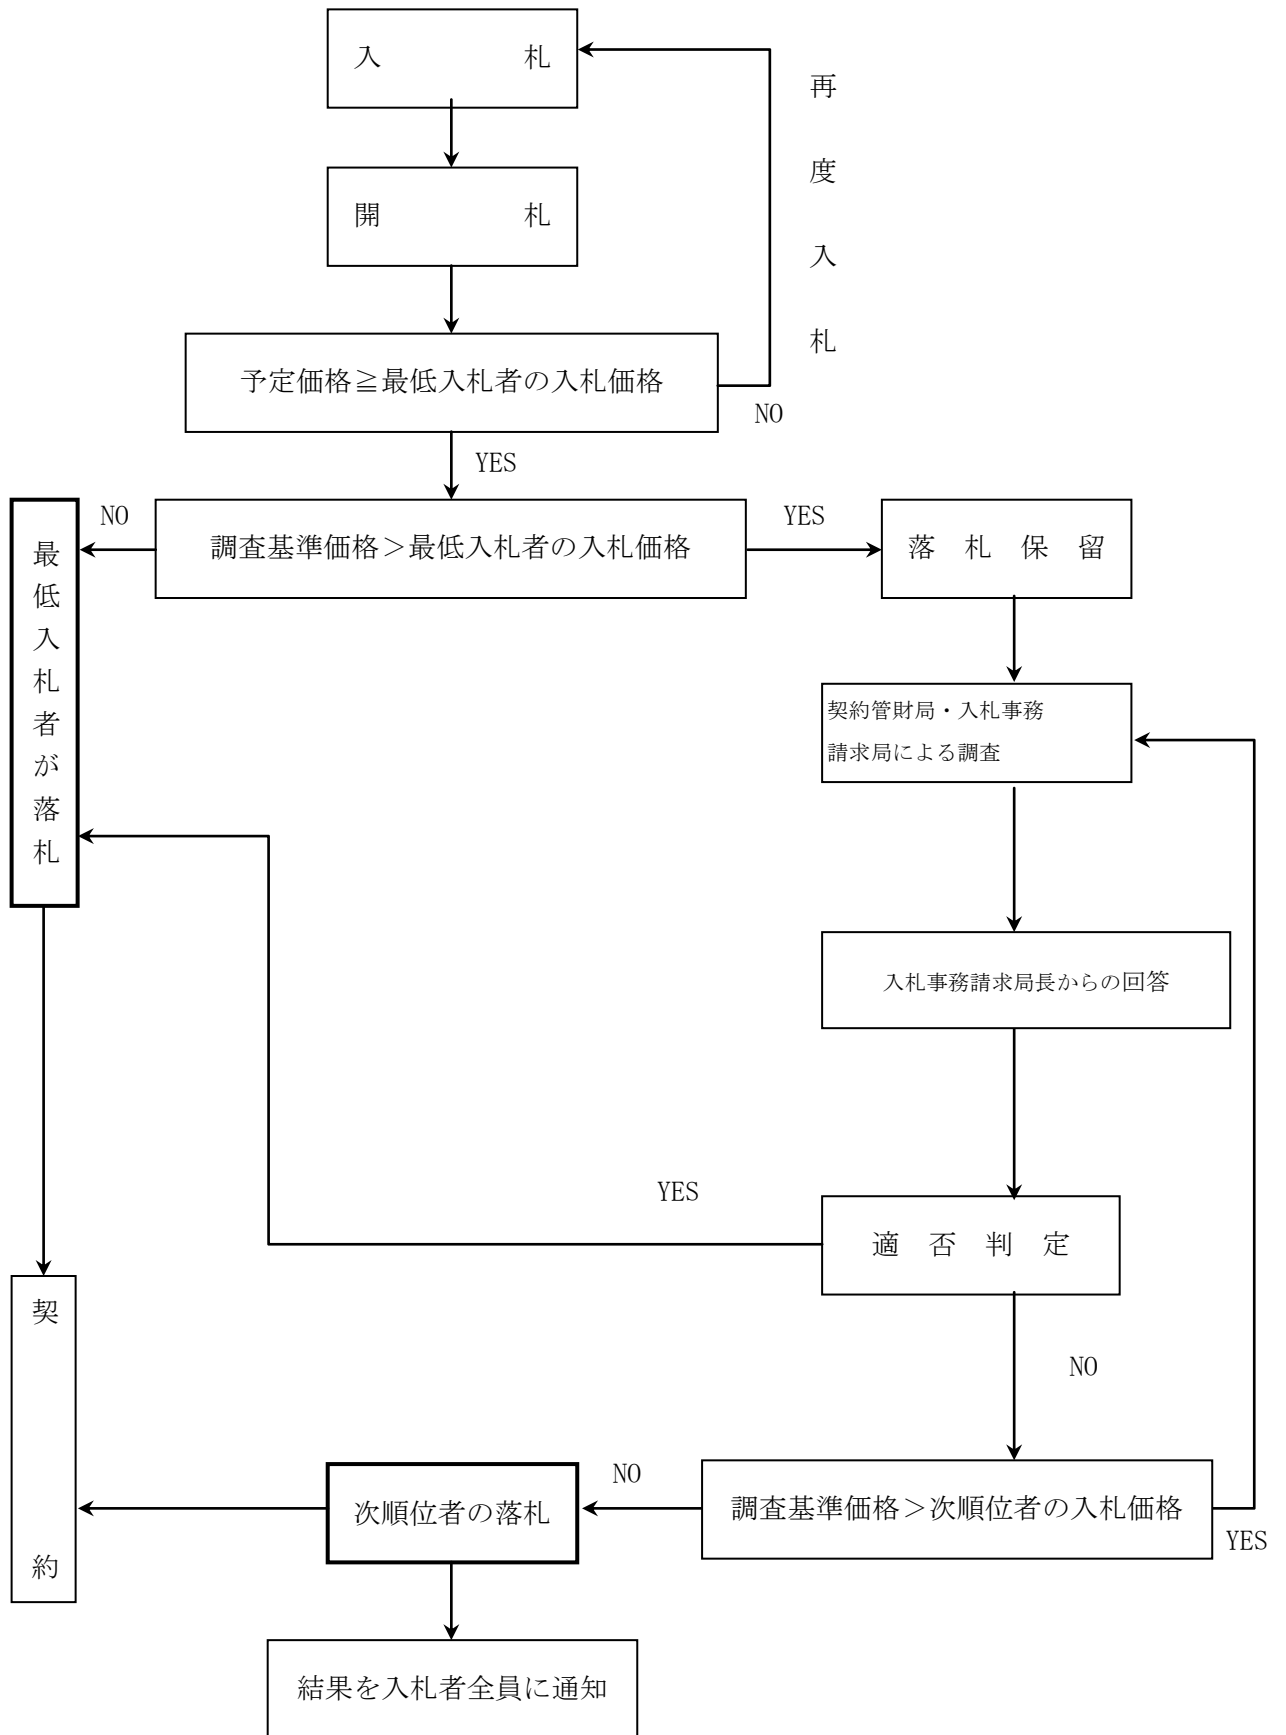 入札
再度入札
開札
予定価格≧最低入札者の入札価格
NO
YES
NO
調査基準価格＞最低入札者の入札価格
YES
落札保留
最低入札者が落札
契約管財局・入札事務
請求局による調査
入札事務請求局長からの回答
YES
適否判定
NO
契約
NO
次順位者の落札
調査基準価格＞次順位者の入札価格
YES
結果を入札者全員に通知